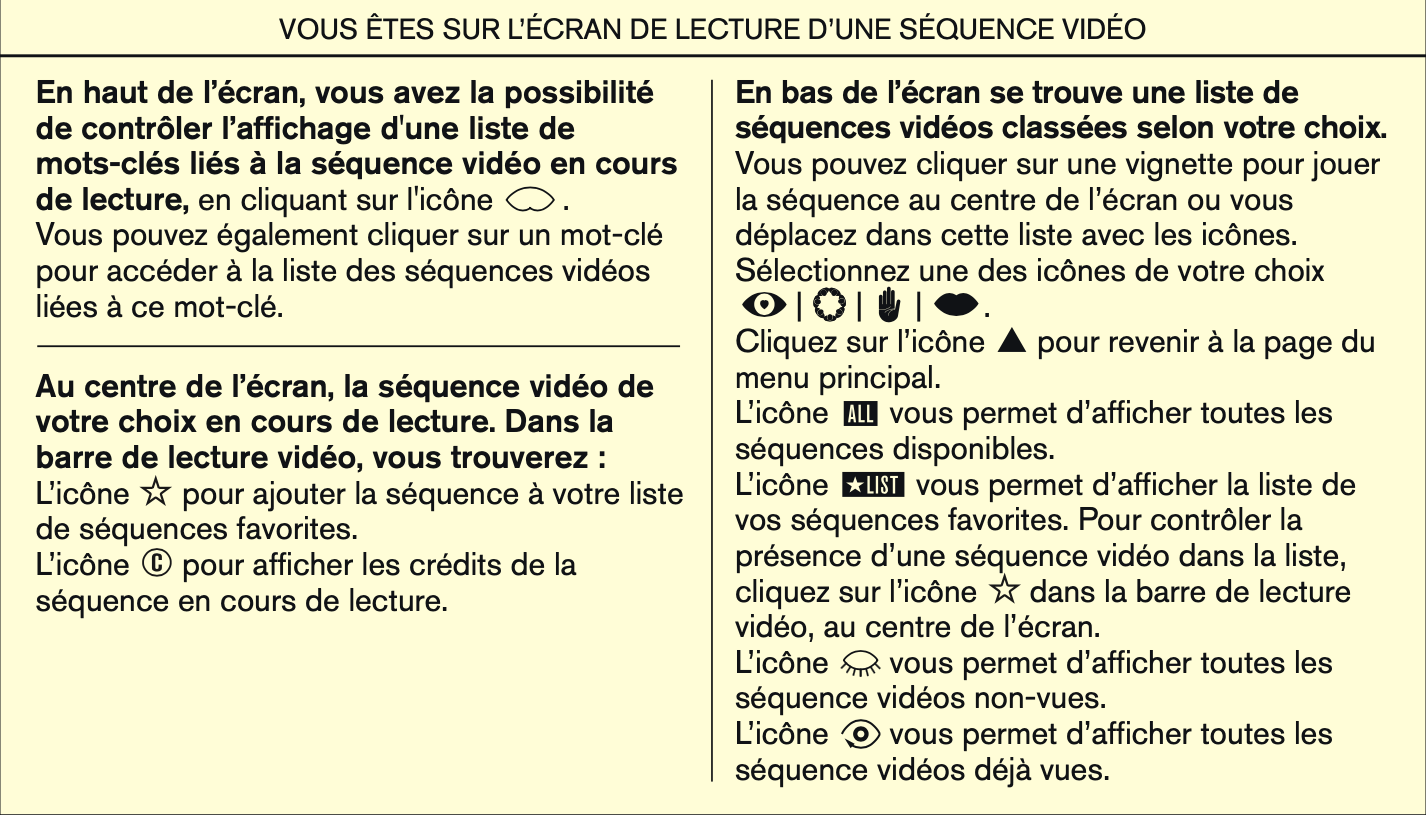 VOUS ÊTES SUR L’ÉCRAN DE LECTURE D’UNE SÉQUENCE VIDÉO
En haut de l’écran, vous avez la possibilité
de contrôler l’affichage d'une liste de
mots-clés liés à la séquence vidéo en cours
de lecture, en cliquant sur l'icône .
Vous pouvez également cliquer sur un mot-clé
pour accéder à la liste des séquences vidéos
liées à ce mot-clé.
Au centre de l’écran, la séquence vidéo de
votre choix en cours de lecture. Dans la
barre de lecture vidéo, vous trouverez :
L’icône ☆ pour ajouter la séquence à votre liste
de séquences favorites.
L’icône © pour afficher les crédits de la
séquence en cours de lecture.
En bas de l’écran se trouve une liste de
séquences vidéos classées selon votre choix.
Vous pouvez cliquer sur une vignette pour jouer
la séquence au centre de l’écran ou vous
déplacez dans cette liste avec les icônes.
Sélectionnez une des icônes de votre choix
| | | .
Cliquez sur l’icône ▲ pour revenir à la page du
menu principal.
L’icône ALL vous permet d’afficher toutes les
séquences disponibles.
L’icône ★LIST vous permet d’afficher la liste de
vos séquences favorites. Pour contrôler la
présence d’une séquence vidéo dans la liste,
cliquez sur l’icône ☆ dans la barre de lecture
vidéo, au centre de l’écran.
L’icône vous permet d’afficher toutes les
séquence vidéos non-vues.
L’icône vous permet d’afficher toutes les
séquence vidéos déjà vues.